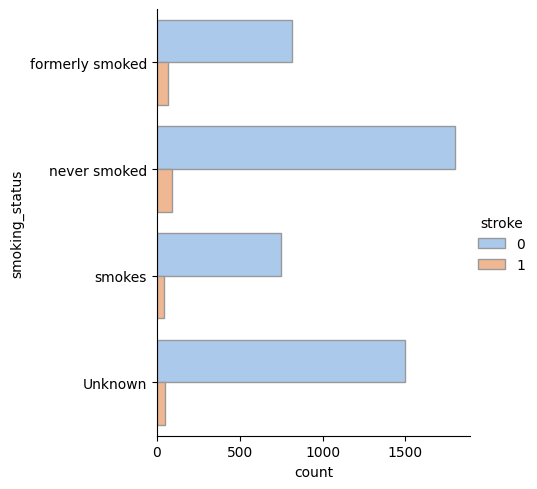 formerly smoked
never smoked
smokes
Unknown
smoking_status
0
500
1000
1500
count
stroke
0
1